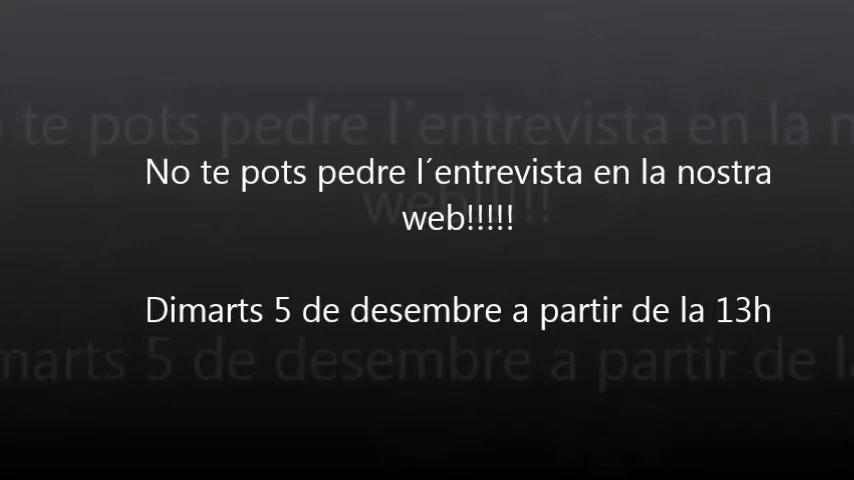 No te pots pedre l´entrevista en la nostra
web!!!!!
Dimarts 5 de desembre a partir de la 13h